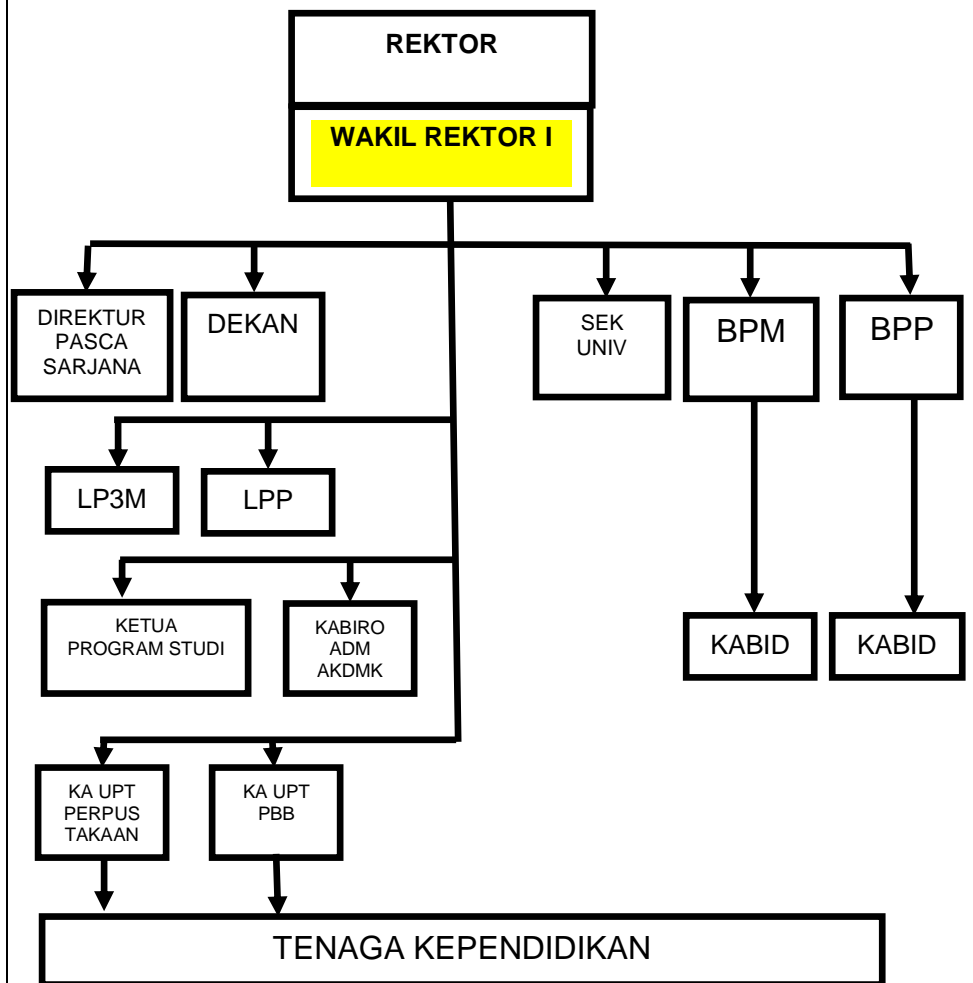 REKTOR
WAKIL REKTOR I
DIREKTUR
PASCA
SARJANA
DEKAN
SEK
UNIV
BPM
BPP
LP3M
LPP
KETUA
PROGRAM STUDI
KABIRO
ADM
AKDMK
KABID
KABID
KA UPT
PERPUS
TAKAAN
KA UPT
PBB
TENAGA KEPENDIDIKAN